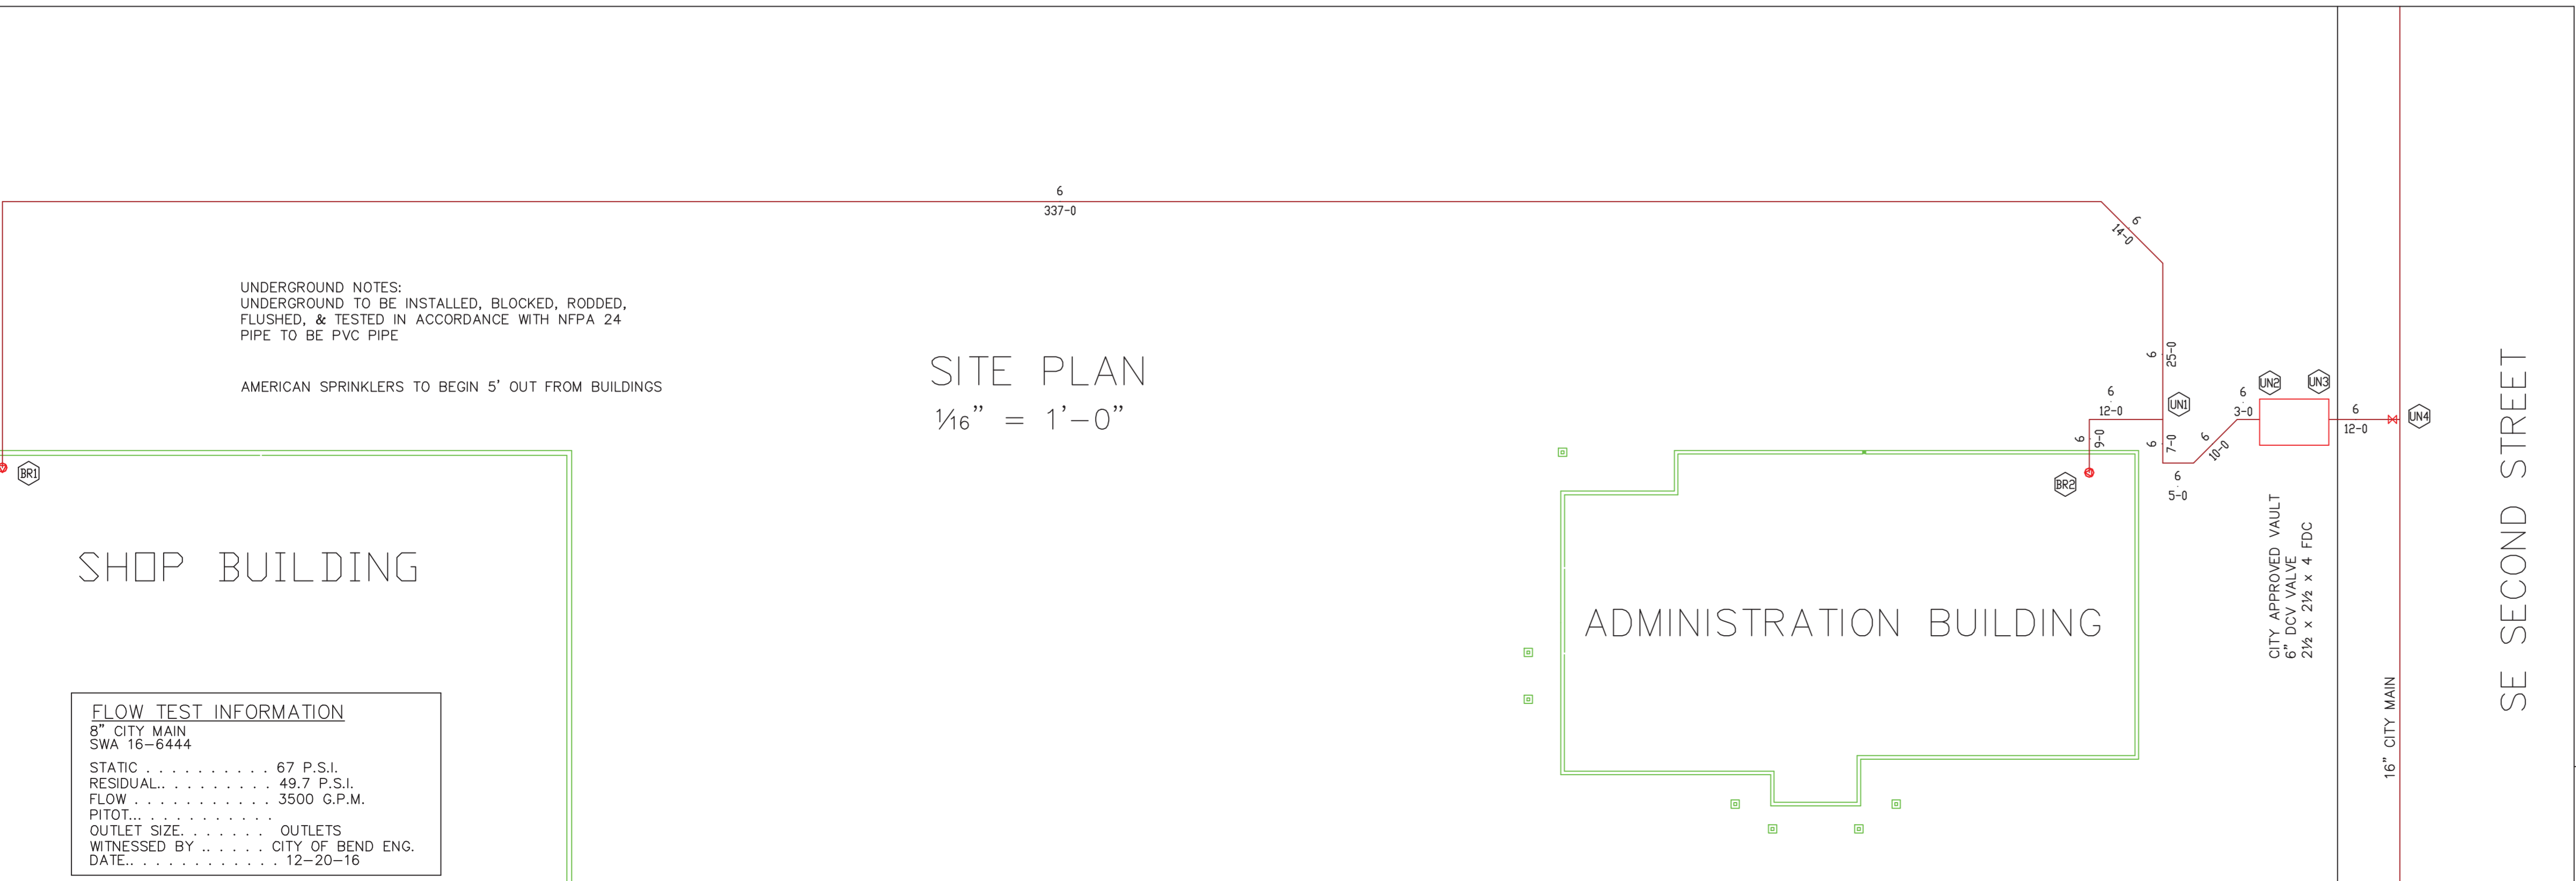 6
337-0
6
14-0
UNDERGROUND NOTES:
UNDERGROUND TO BE INSTALLED, BLOCKED, RODDED,
FLUSHED, & TESTED IN ACCORDANCE WITH NFPA 24
PIPE TO BE PVC PIPE
AMERICAN SPRINKLERS TO BEGIN 5' OUT FROM BUILDINGS
SITE PLAN
1/16" = 1'-0"
6
25-0
6
12-0
UN1
6
9-0
6
7-0
6
5-0
6
10-0
6
3-0
UN2
UN3
6
12-0
UN4
BR1
BR2
SHOP BUILDING
ADMINISTRATION BUILDING
CITY APPROVED VAULT
6" DCV VALVE
2½ x 2½ x 4 FDC
16" CITY MAIN
SE SECOND STREET
FLOW TEST INFORMATION
8" CITY MAIN
SWA 16-6444
STATIC . . . . . . . . . . 67 P.S.I.
RESIDUAL.. . . . . . . . . 49.7 P.S.I.
FLOW . . . . . . . . . . . 3500 G.P.M.
PITOT... . . . . . . . . . .
OUTLET SIZE. . . . . . . OUTLETS
WITNESSED BY .. . . . . CITY OF BEND ENG.
DATE.. . . . . . . . . . . . 12-20-16